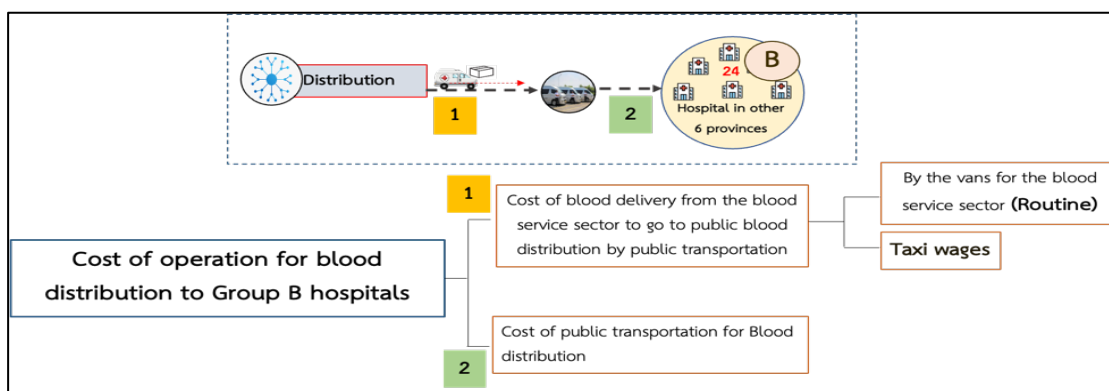 Distribution
1
2
B
24
Hospital in other
6 provinces
1
Cost of blood delivery from the blood
service sector to go to public blood
distribution by public transportation
By the vans for the blood
service sector (Routine)
Taxi wages
Cost of operation for blood
distribution to Group B hospitals
Cost of public transportation for Blood
distribution
2